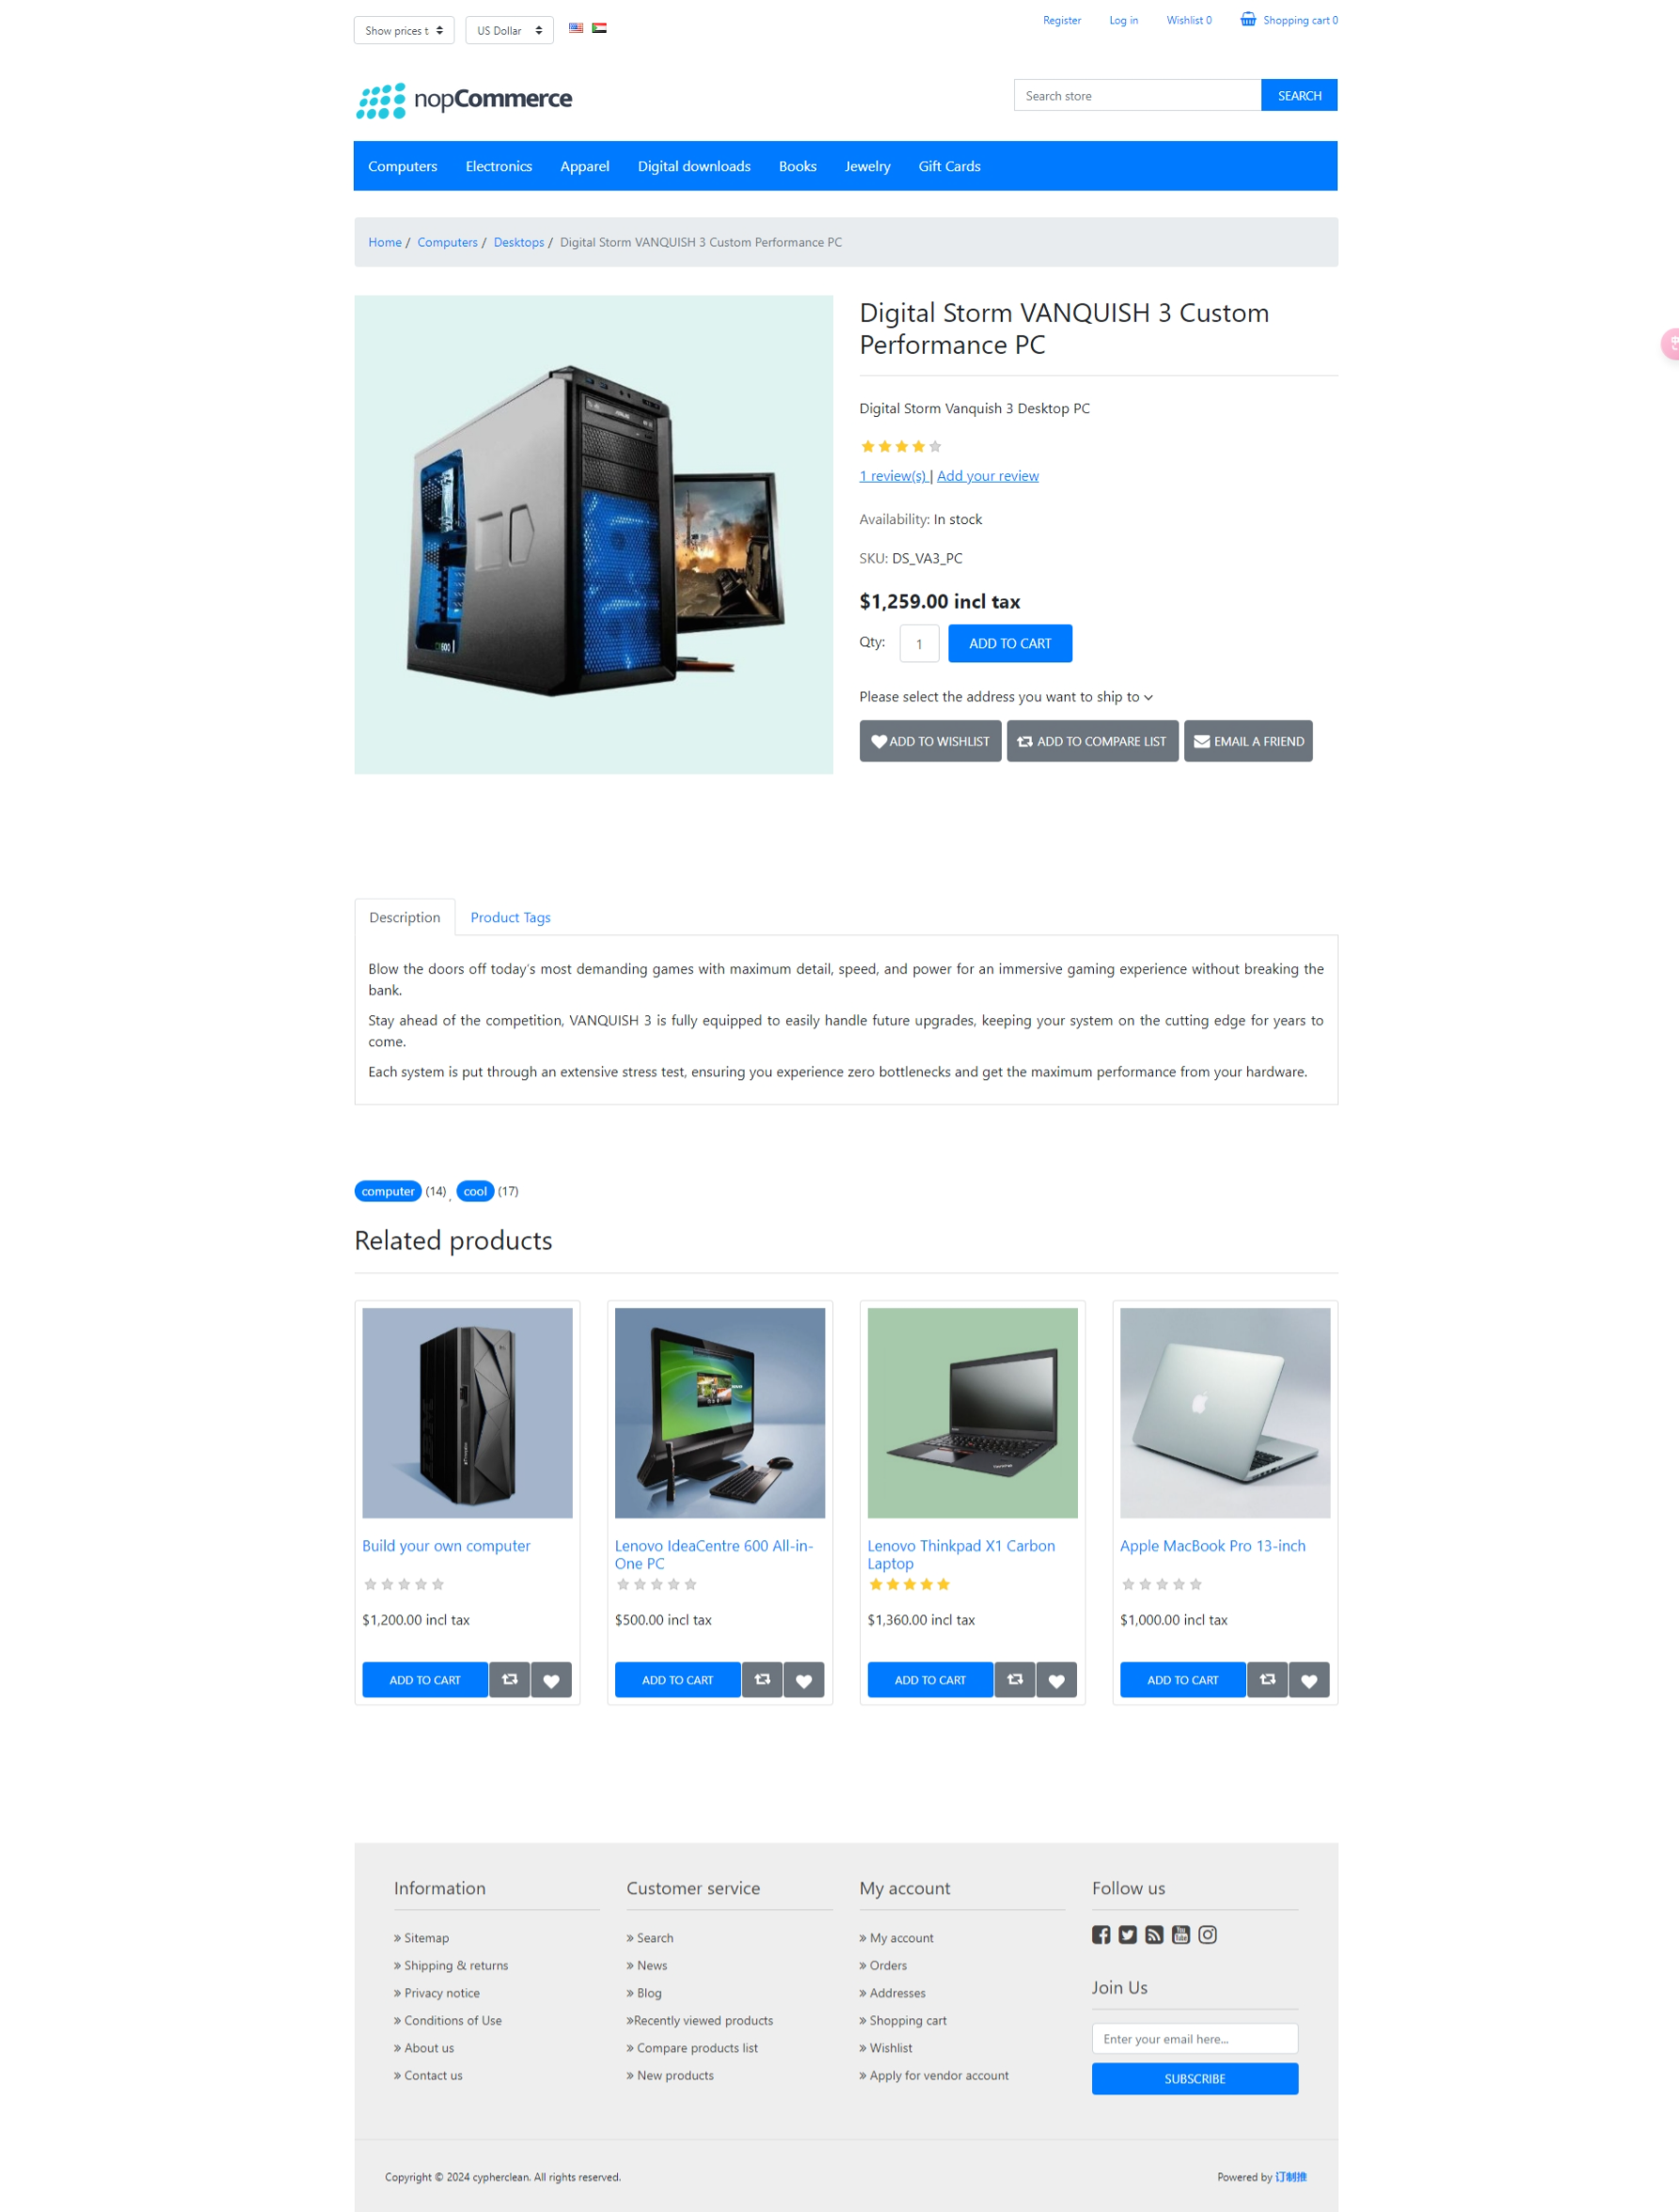 Show prices t
US Dollar
Register
Log in
Wishlist 0
Shopping cart 0
nopCommerce
Search store
SEARCH
Computers
Electronics
Apparel
Digital downloads
Books
Jewelry
Gift Cards
Home / Computers / Desktops / Digital Storm VANQUISH 3 Custom Performance PC
Digital Storm VANQUISH 3 Custom
Performance PC
Digital Storm Vanquish 3 Desktop PC
1 review(s) | Add your review
Availability: In stock
SKU: DS_VA3_PC
$1,259.00 incl tax
Qty:
1
ADD TO CART
Please select the address you want to ship to
ADD TO WISHLIST
ADD TO COMPARE LIST
EMAIL A FRIEND
Description
Product Tags
Blow the doors off today's most demanding games with maximum detail, speed, and power for an immersive gaming experience without breaking the
bank.
Stay ahead of the competition, VANQUISH 3 is fully equipped to easily handle future upgrades, keeping your system on the cutting edge for years to
come.
Each system is put through an extensive stress test, ensuring you experience zero bottlenecks and get the maximum performance from your hardware.
computer (14) , cool (17)
Related products
Build your own computer
$1,200.00 incl tax
ADD TO CART
Lenovo IdeaCentre 600 All-in-
One PC
$500.00 incl tax
ADD TO CART
Lenovo Thinkpad X1 Carbon
Laptop
$1,360.00 incl tax
ADD TO CART
Apple MacBook Pro 13-inch
$1,000.00 incl tax
ADD TO CART
Information
» Sitemap
» Shipping & returns
» Privacy notice
» Conditions of Use
» About us
» Contact us
Customer service
» Search
» News
» Blog
»Recently viewed products
» Compare products list
» New products
My account
» My account
» Orders
» Addresses
» Shopping cart
» Wishlist
» Apply for vendor account
Follow us
You
Tube
Join Us
Enter your email here...
SUBSCRIBE
Copyright © 2024 cypherclean. All rights reserved.
Powered by 订制推